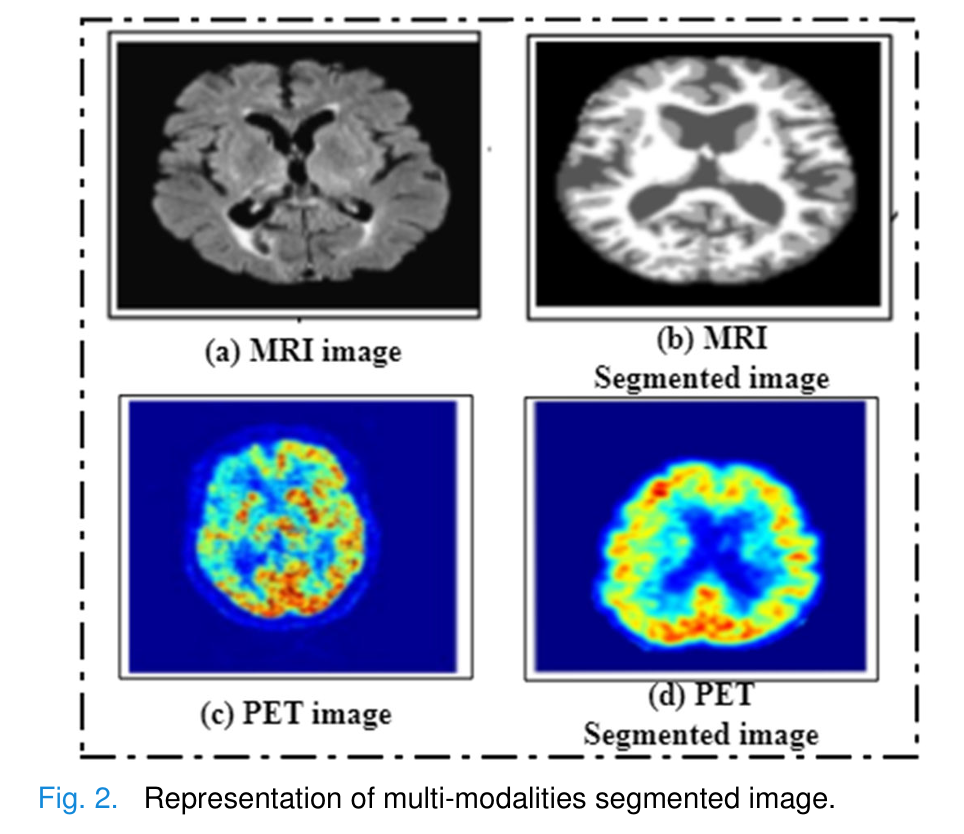 (a) MRI image
(b) MRI
Segmented image
(c) PET image
(d) PET
Segmented image
Fig. 2. Representation of multi-modalities segmented image.